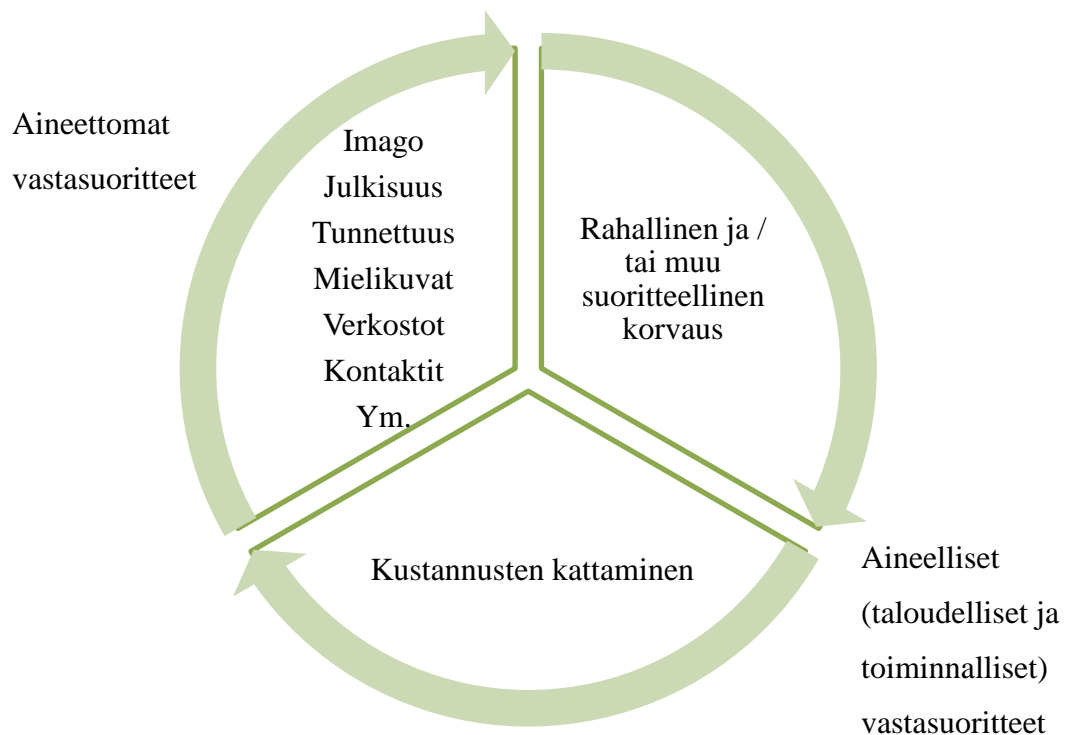 Aineettomat
vastasuoritteet
Imago
Julkisuus
Tunnettuus
Mielikuvat
Verkostot
Kontaktit
Ym.
Rahallinen ja /
tai muu
suoritteellinen
korvaus
Kustannusten kattaminen
Aineelliset
(taloudelliset ja
toiminnalliset)
vastasuoritteet